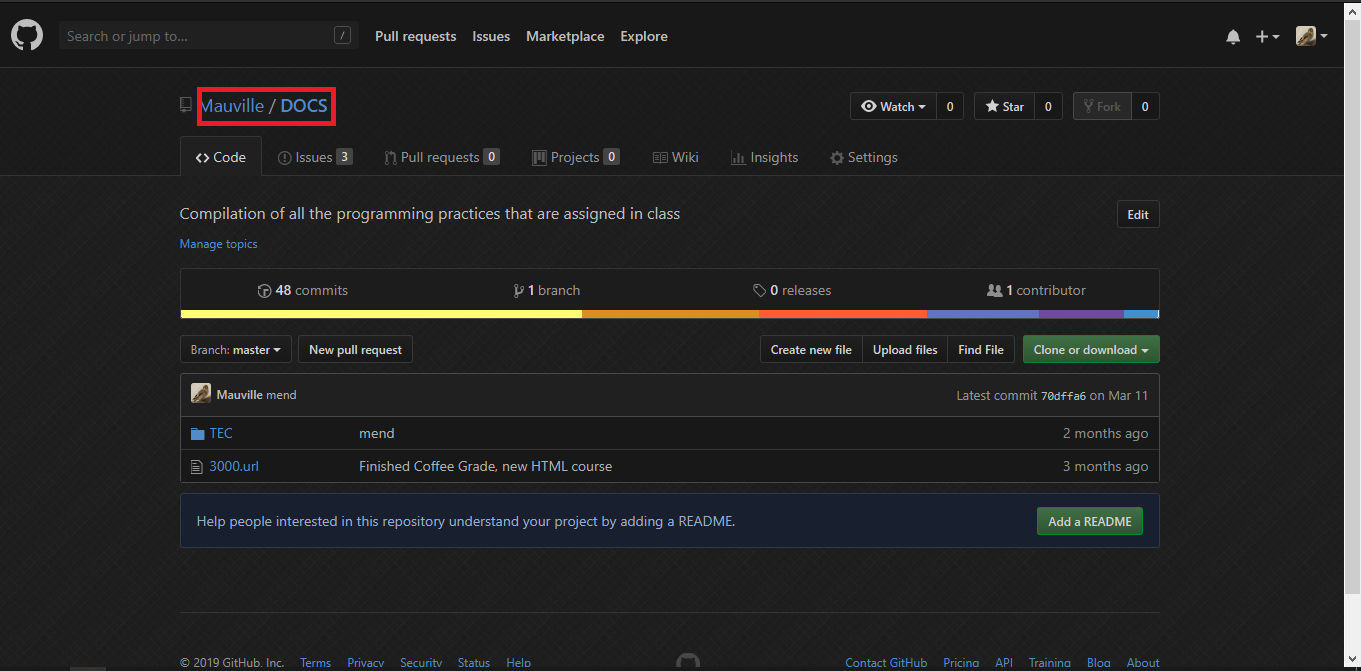 Search or jump to... / Pull requests Issues Marketplace Explore
Mauville / DOCS Watch 0 Star 0 Fork 0
Code Issues 3 Pull requests 0 Projects 0 Wiki Insights Settings
Compilation of all the programming practices that are assigned in class Edit
Manage topics
48 commits 1 branch 0 releases 1 contributor
Branch: master New pull request Create new file Upload files Find File Clone or download
Mauville mend Latest commit 70dffa6 on Mar 11
TEC mend 2 months ago
3000.url Finished Coffee Grade, new HTML course 3 months ago
Help people interested in this repository understand your project by adding a README. Add a README
© 2019 GitHub, Inc. Terms Privacy Security Status Help Contact GitHub Pricing API Training Blog About